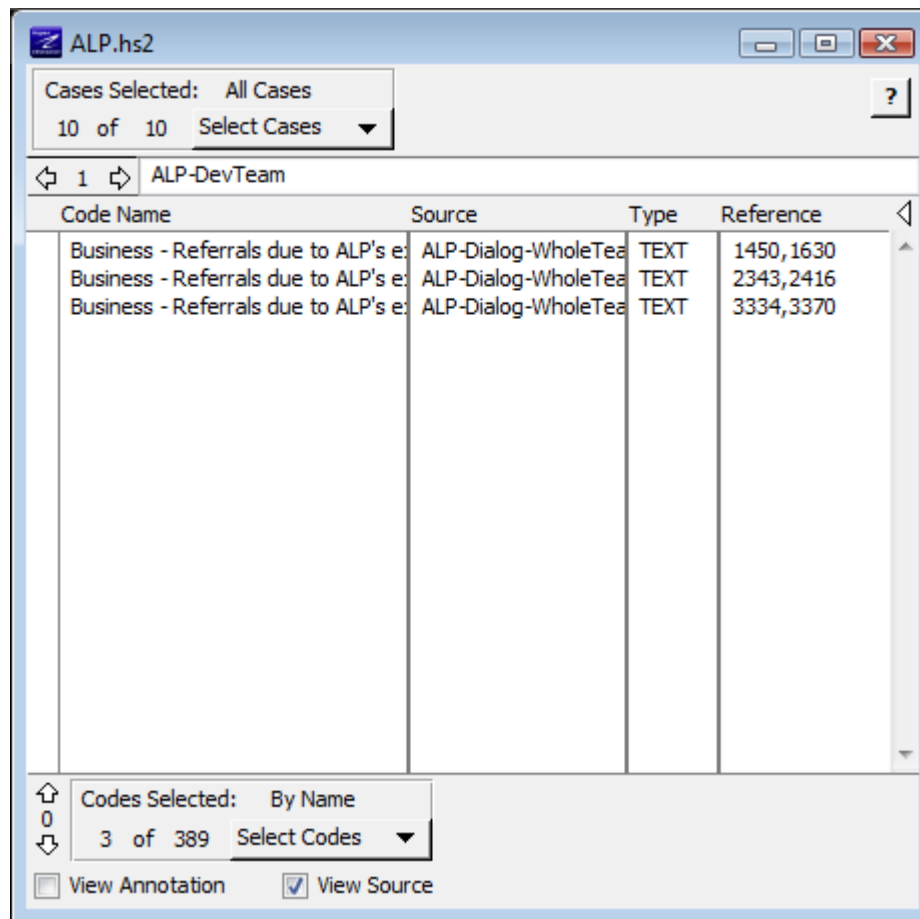 ALP.hs2
Cases Selected: All Cases
10 of 10 Select Cases
?
1 ALP-DevTeam
Code Name Source Type Reference
Business - Referrals due to ALP's e ALP-Dialog-WholeTea TEXT 1450,1630
Business - Referrals due to ALP's e ALP-Dialog-WholeTea TEXT 2343,2416
Business - Referrals due to ALP's e ALP-Dialog-WholeTea TEXT 3334,3370
0
Codes Selected: By Name
3 of 389 Select Codes
View Annotation View Source